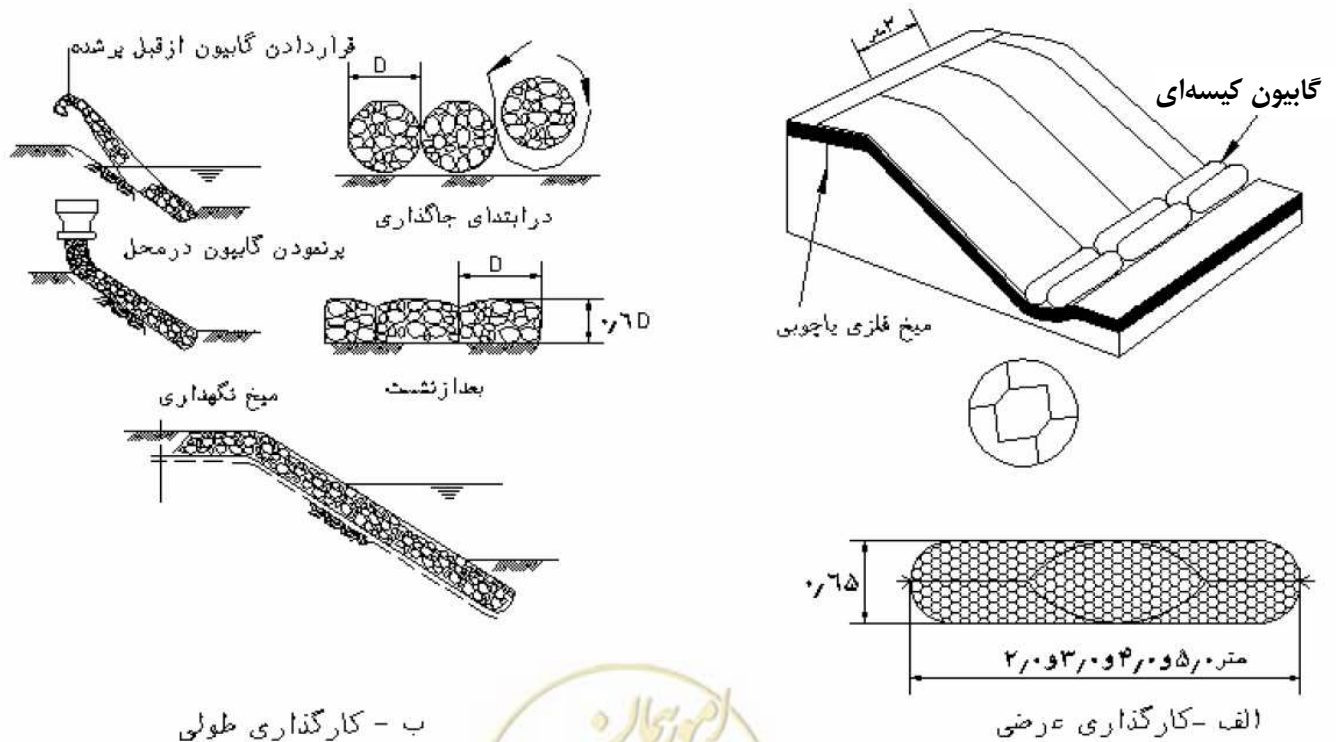 قراردادن گابیون ازقبل پرشده
D
درابتدای جاگذاری
پرنمودن گابیون درمحل
D
۰٫۶D
بعدازنشست
میخ نگهداری
ب - کارگذاری طولی
۲متر
گابیون کیسه‌ای
میخ فلزی یاچوبی
۰٫۶۵
۲٫۰و۳٫۰و۴٫۰و۵٫۰متر
الف -کارگذاری عرضی